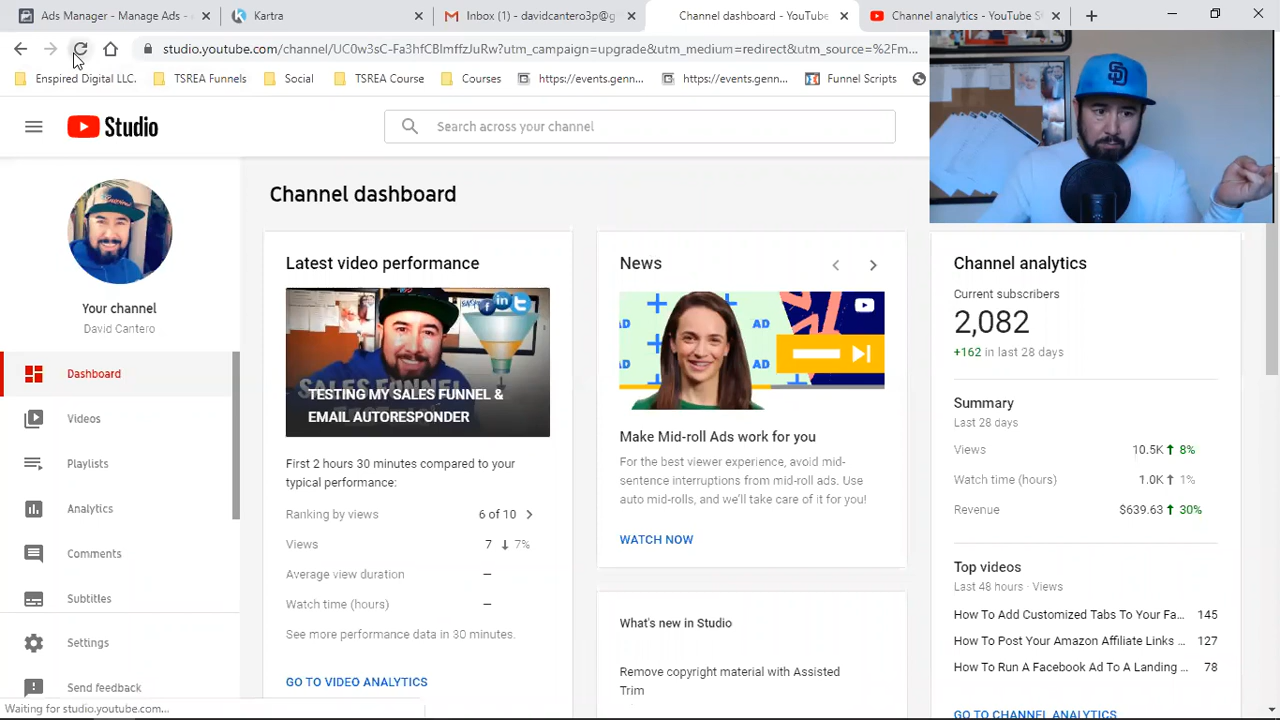 Ads Manager - Manage Ads -
Kartra
Inbox (1) - davidcantero3p@g
Channel dashboard - YouTube
Channel analytics - YouTube S
studio.youtube.com/chann
sC-Fa3hfCBImffzJuRw?utm_campaign=upgrade&utm_medium=redirect&utm_source=%2Fm...
Enspired Digital LLC.
TSREA Funnels
Social
TSREA Cou
Courses
https://events.genn...
https://events.genn...
Funnel Scripts
Studio
Search across your channel
Your channel
David Cantero
Dashboard
Videos
Playlists
Analytics
Comments
Subtitles
Settings
Send feedback
Waiting for studio.youtube.com...
Channel dashboard
Latest video performance
TESTING MY SALES FUNNEL &
EMAIL AUTORESPONDER
First 2 hours 30 minutes compared to your
typical performance:
Ranking by views 6 of 10
Views 7 ↓ 7%
Average view duration —
Watch time (hours) —
See more performance data in 30 minutes.
GO TO VIDEO ANALYTICS
News
AD
AD
AD
Make Mid-roll Ads work for you
For the best viewer experience, avoid mid-
sentence interruptions from mid-roll ads. Use
auto mid-rolls, and we'll take care of it for you!
WATCH NOW
What's new in Studio
Remove copyright material with Assisted
Trim
SD
Channel analytics
Current subscribers
2,082
+162 in last 28 days
Summary
Last 28 days
Views 10.5K ↑ 8%
Watch time (hours) 1.0K ↑ 1%
Revenue $639.63 ↑ 30%
Top videos
Last 48 hours · Views
How To Add Customized Tabs To Your Fa... 145
How To Post Your Amazon Affiliate Links ... 127
How To Run A Facebook Ad To A Landing ... 78
GO TO CHANNEL ANALYTICS